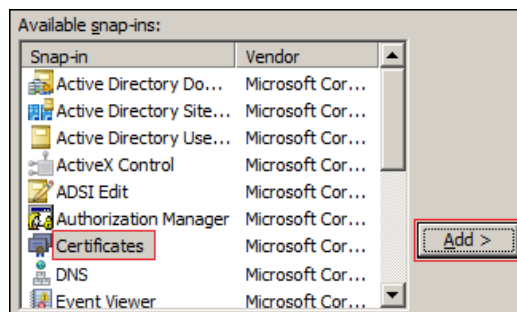 Available snap-ins:
Snap-in Vendor
Active Directory Do... Microsoft Cor...
Active Directory Site... Microsoft Cor...
Active Directory Use... Microsoft Cor...
ActiveX Control Microsoft Cor...
ADSI Edit Microsoft Cor...
Authorization Manager Microsoft Cor...
Certificates Microsoft Cor...
Add >
DNS Microsoft Cor...
Event Viewer Microsoft Cor...